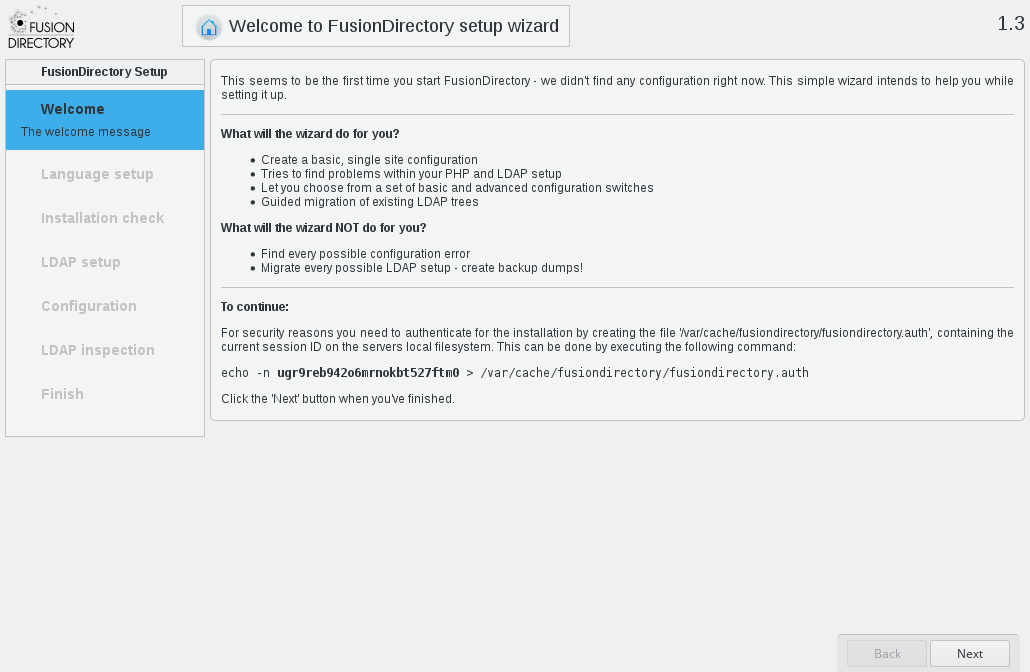 FUSION
DIRECTORY
Welcome to FusionDirectory setup wizard
1.3
FusionDirectory Setup
Welcome
The welcome message
Language setup
Installation check
LDAP setup
Configuration
LDAP inspection
Finish
This seems to be the first time you start FusionDirectory - we didn't find any configuration right now. This simple wizard intends to help you while
setting it up.
What will the wizard do for you?
• Create a basic, single site configuration
• Tries to find problems within your PHP and LDAP setup
• Let you choose from a set of basic and advanced configuration switches
• Guided migration of existing LDAP trees
What will the wizard NOT do for you?
• Find every possible configuration error
• Migrate every possible LDAP setup - create backup dumps!
To continue:
For security reasons you need to authenticate for the installation by creating the file '/var/cache/fusiondirectory/fusiondirectory.auth', containing the
current session ID on the servers local filesystem. This can be done by executing the following command:
echo -n ugr9reb942o6mrnokbt527ftm0 > /var/cache/fusiondirectory/fusiondirectory.auth
Click the 'Next' button when you've finished.
Back
Next